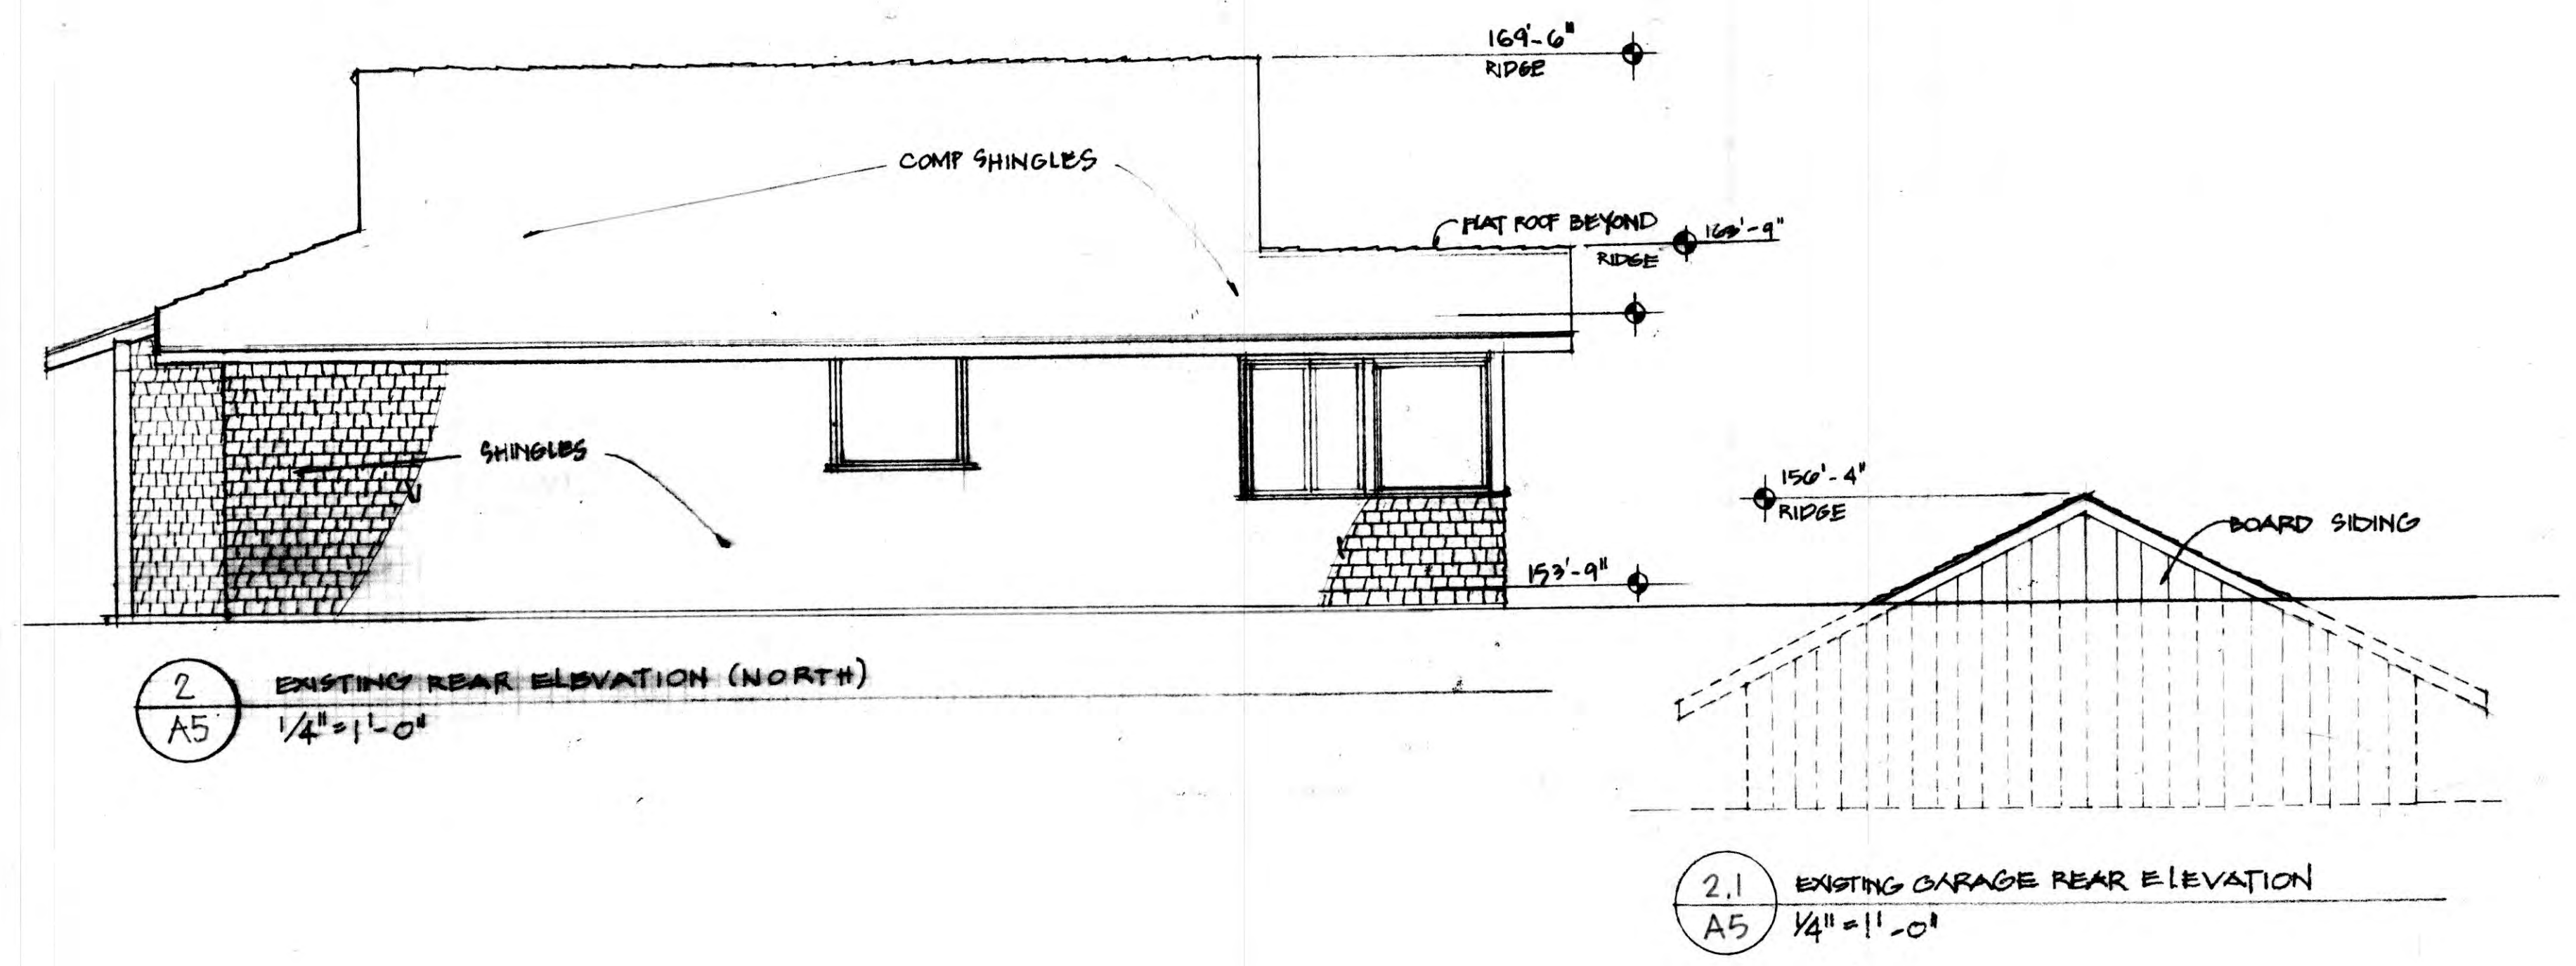 169'-6"
RIDGE
COMP SHINGLES
FLAT ROOF BEYOND
163'-9"
RIDGE
SHINGLES
156'-4"
RIDGE
BOARD SIDING
153'-9"
2
A5
EXISTING REAR ELEVATION (NORTH)
1/4"=1'-0"
2.1
A5
EXISTING GARAGE REAR ELEVATION
1/4"=1'-0"